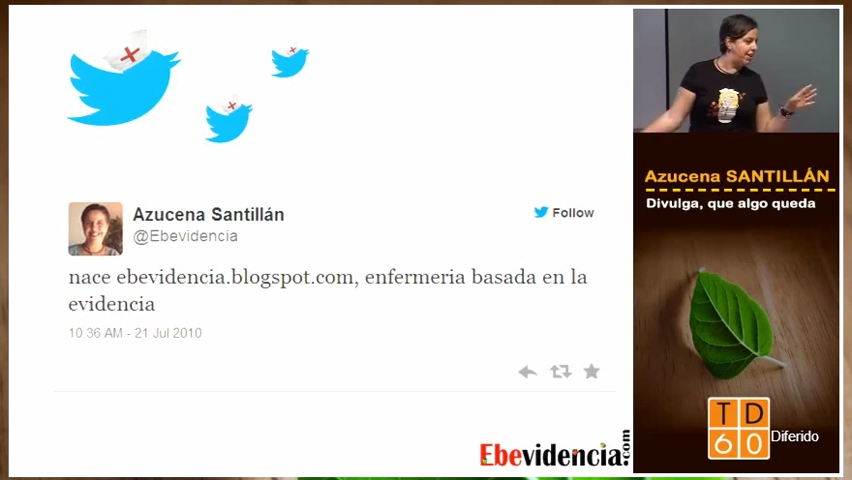 Azucena Santillán
@Ebevidencia
Follow
nace ebevidencia.blogspot.com, enfermeria basada en la
evidencia
10:36 AM - 21 Jul 2010
Ebevidencia.com
Azucena SANTILLÁN
Divulga, que algo queda
TD
60
Diferido